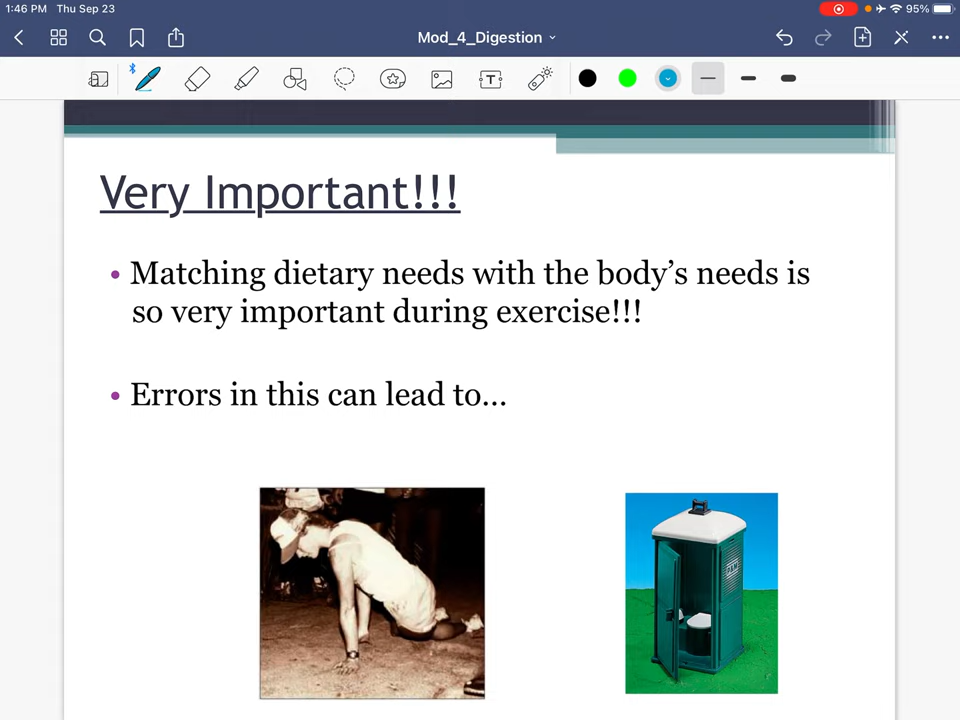 1:46 PM Thu Sep 23
95%
Mod_4_Digestion
T
Very Important!!!
• Matching dietary needs with the body’s needs is
so very important during exercise!!!
• Errors in this can lead to…